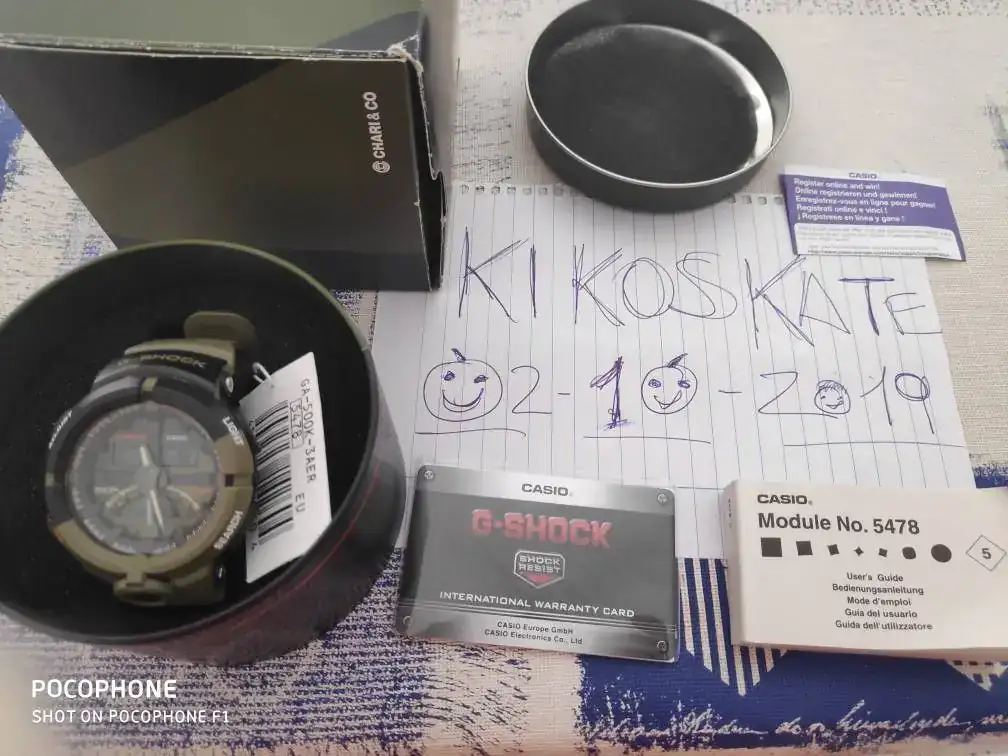 © CHARI & CO
CASIO
Register online and win!
Online registrieren und gewinnen!
Enregistrez-vous en ligne pour gagner!
Registrati online e vinci !
¡ Regístrese en línea y gane !
KIKOSKATE
02-10-2019
G-SHOCK
LIGHT
SEARCH
GA-500K-3AER EU
5478
CASIO®
G-SHOCK
SHOCK
RESIST
INTERNATIONAL WARRANTY CARD
CASIO Europe GmbH
CASIO Electronics Co., Ltd.
CASIO®
Module No. 5478
5
User's Guide
Bedienungsanleitung
Mode d'emploi
Guía del usuario
Guida dell'utilizzatore
POCOPHONE
SHOT ON POCOPHONE F1